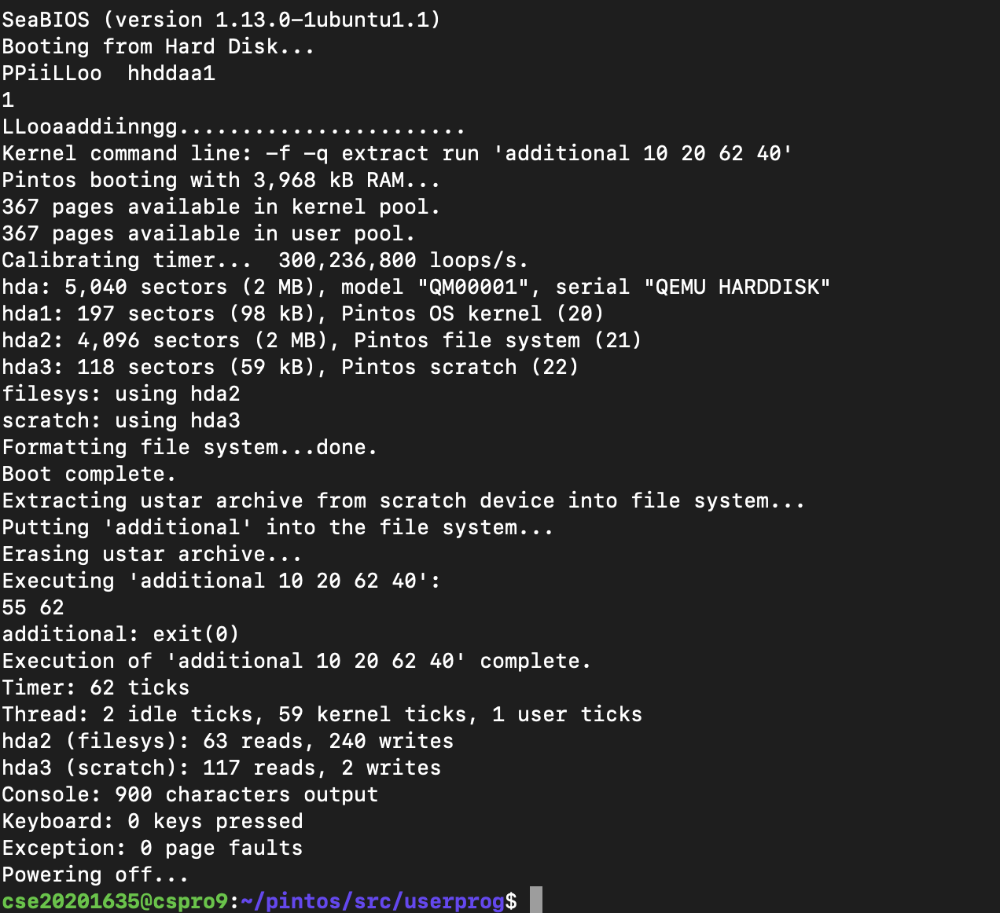 SeaBIOS (version 1.13.0-1ubuntu1.1)
Booting from Hard Disk...
PPiiLLoo  hhddaa1
1
LLooaaddiinngg.......................
Kernel command line: -f -q extract run 'additional 10 20 62 40'
Pintos booting with 3,968 kB RAM...
367 pages available in kernel pool.
367 pages available in user pool.
Calibrating timer...  300,236,800 loops/s.
hda: 5,040 sectors (2 MB), model "QM00001", serial "QEMU HARDDISK"
hda1: 197 sectors (98 kB), Pintos OS kernel (20)
hda2: 4,096 sectors (2 MB), Pintos file system (21)
hda3: 118 sectors (59 kB), Pintos scratch (22)
filesys: using hda2
scratch: using hda3
Formatting file system...done.
Boot complete.
Extracting ustar archive from scratch device into file system...
Putting 'additional' into the file system...
Erasing ustar archive...
Executing 'additional 10 20 62 40':
55 62
additional: exit(0)
Execution of 'additional 10 20 62 40' complete.
Timer: 62 ticks
Thread: 2 idle ticks, 59 kernel ticks, 1 user ticks
hda2 (filesys): 63 reads, 240 writes
hda3 (scratch): 117 reads, 2 writes
Console: 900 characters output
Keyboard: 0 keys pressed
Exception: 0 page faults
Powering off...
cse20201635@cspro9:~/pintos/src/userprog$